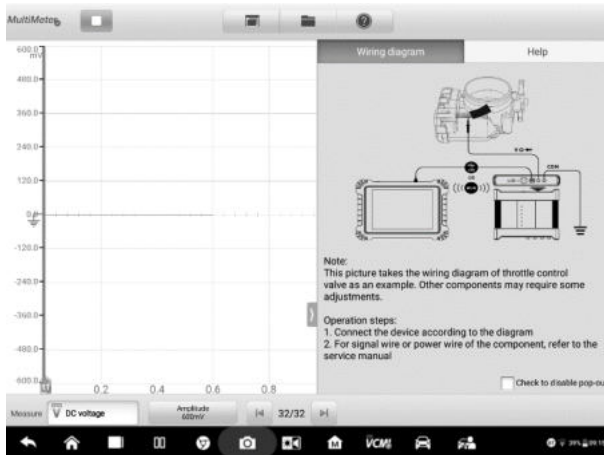 MultiMeter
600.0
mV
480.0
360.0
240.0
120.0
0.0
-120.0
-240.0
-360.0
-480.0
-600.0
0.2 0.4 0.6 0.8
Wiring diagram Help
COM
Note:
This picture takes the wiring diagram of throttle control
valve as an example. Other components may require some
adjustments.
Operation steps:
1. Connect the device according to the diagram
2. For signal wire or power wire of the component, refer to the
service manual
Check to disable pop-ou
Measure DC voltage Amplitude
600mV 32/32
VCMI